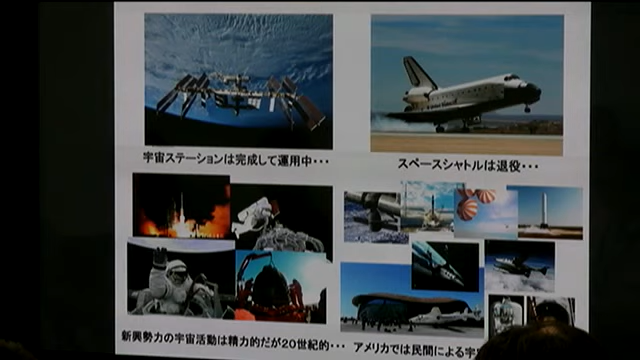 宇宙ステーションは完成して運用中・・・
スペースシャトルは退役・・・
新興勢力の宇宙活動は精力的だが20世紀的・・・
アメリカでは民間による宇